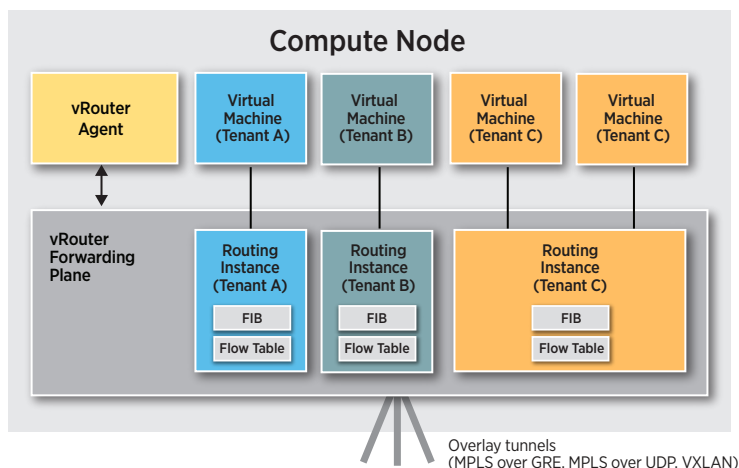 Compute Node
vRouter
Agent
Virtual
Machine
(Tenant A)
Virtual
Machine
(Tenant B)
Virtual
Machine
(Tenant C)
Virtual
Machine
(Tenant C)
vRouter
Forwarding
Plane
Routing
Instance
(Tenant A)
FIB
Flow Table
Routing
Instance
(Tenant B)
FIB
Flow Table
Routing
Instance
(Tenant C)
FIB
Flow Table
Overlay tunnels
(MPLS over GRE, MPLS over UDP, VXLAN)